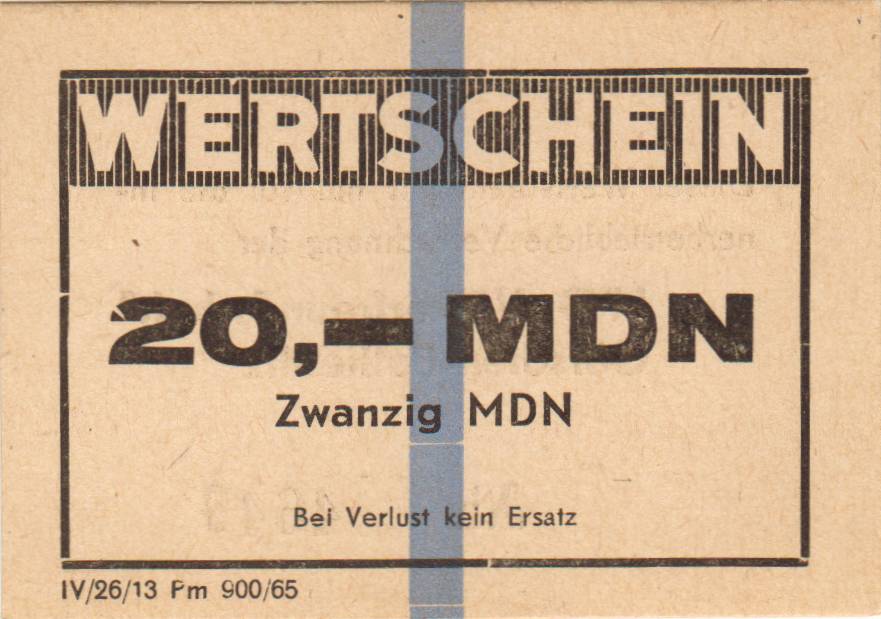 WERTSCHEIN
20,— MDN
Zwanzig MDN
Bei Verlust kein Ersatz
IV/26/13 Pm 900/65